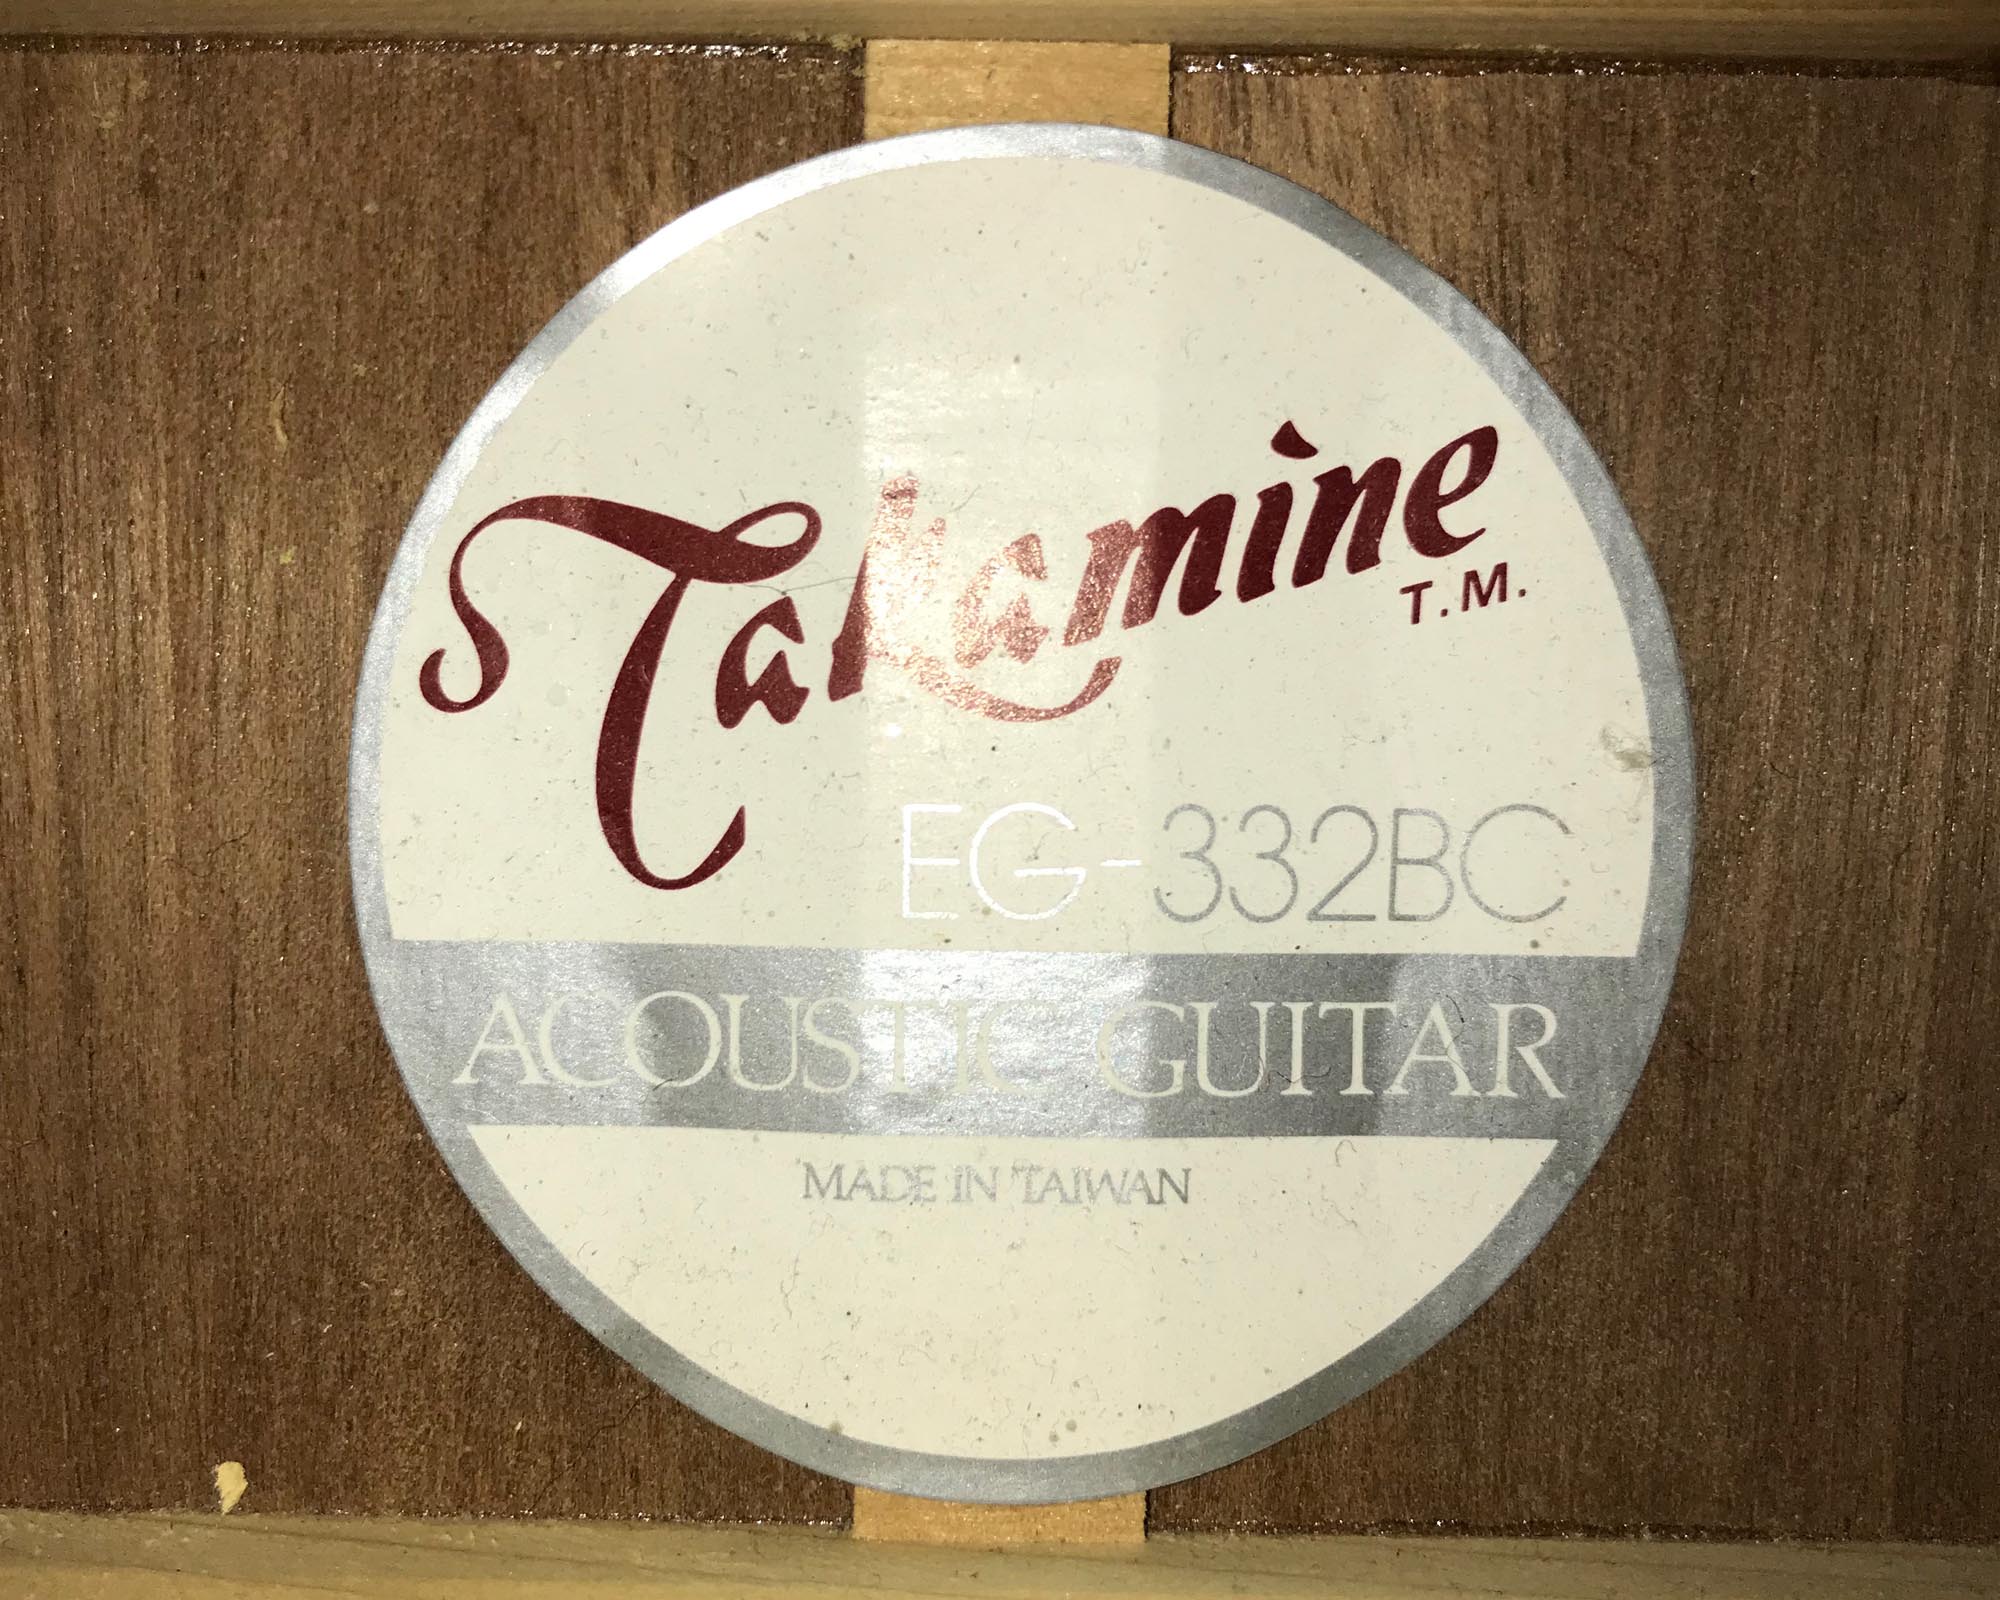 Takamine
T.M.
EG-332BC
ACOUSTIC GUITAR
MADE IN TAIWAN